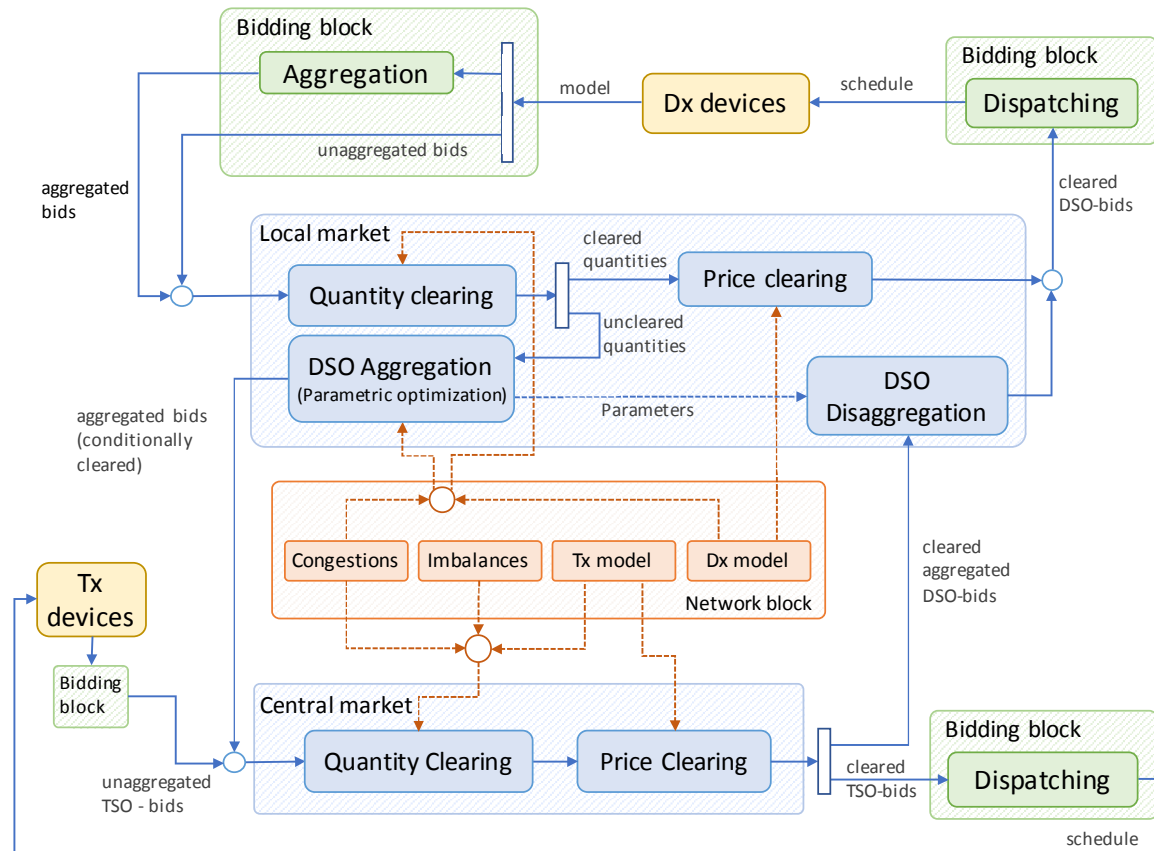 Bidding block
Aggregation
unaggregated bids
model
Dx devices
schedule
Bidding block
Dispatching
aggregated
bids
cleared
DSO-bids
Local market
Quantity clearing
cleared
quantities
Price clearing
uncleared
quantities
DSO Aggregation
(Parametric optimization)
Parameters
DSO
Disaggregation
aggregated bids
(conditionally
cleared)
Congestions
Imbalances
Tx model
Dx model
Network block
cleared
aggregated
DSO-bids
Tx
devices
Bidding
block
unaggregated
TSO - bids
Central market
Quantity Clearing
Price Clearing
cleared
TSO-bids
Bidding block
Dispatching
schedule